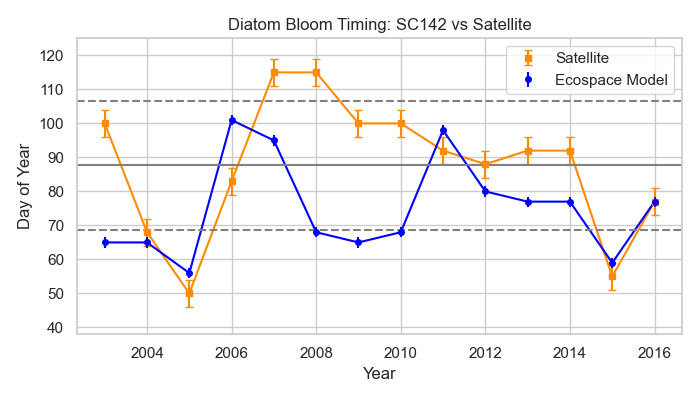 Diatom Bloom Timing: SC142 vs Satellite
Satellite
Ecospace Model
120
110
100
90
80
70
60
50
40
Day of Year
2004 2006 2008 2010 2012 2014 2016
Year